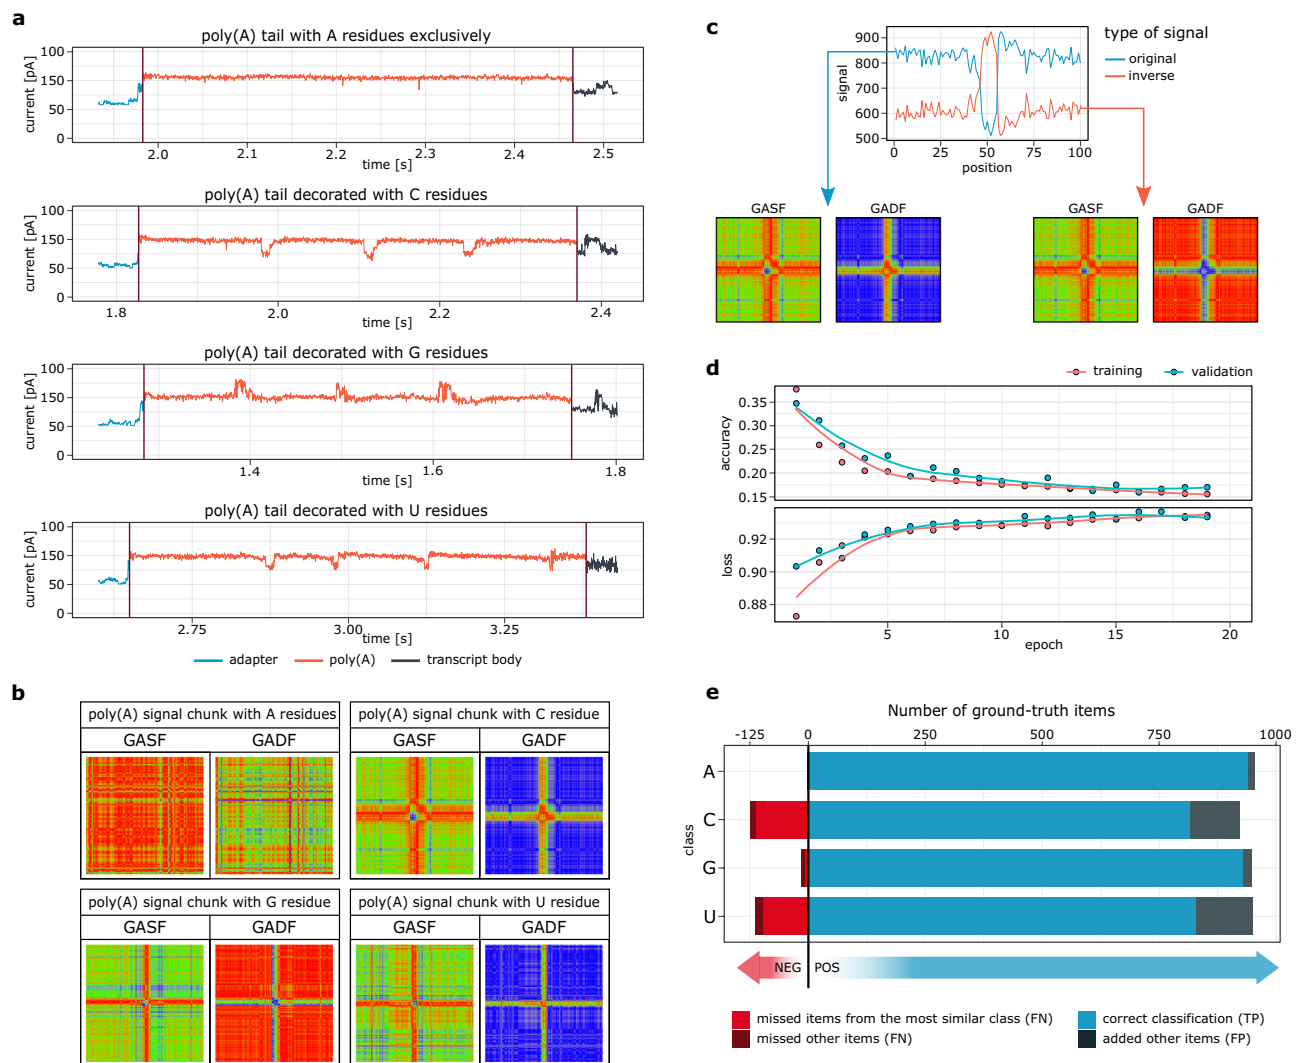 a
poly(A) tail with A residues exclusively
current [pA]
100
150
50
0
2.0
2.1
2.2
2.3
2.4
2.5
time [s]
poly(A) tail decorated with C residues
current [pA]
100
150
50
0
1.8
2.0
2.2
2.4
time [s]
poly(A) tail decorated with G residues
current [pA]
100
150
50
0
1.4
1.6
1.8
time [s]
poly(A) tail decorated with U residues
current [pA]
100
150
50
0
2.75
3.00
3.25
time [s]
adapter
poly(A)
transcript body
b
poly(A) signal chunk with A residues
GASF
GADF
poly(A) signal chunk with C residue
GASF
GADF
poly(A) signal chunk with G residue
GASF
GADF
poly(A) signal chunk with U residue
GASF
GADF
c
signal
900
800
700
600
500
1
25
50
75
100
position
type of signal
original
inverse
GASF
GADF
GASF
GADF
d
training
validation
accuracy
0.35
0.30
0.25
0.20
0.15
loss
0.92
0.90
0.88
5
10
15
20
epoch
e
Number of ground-truth items
-125
0
250
500
750
1000
class
A
C
G
U
NEG
POS
missed items from the most similar class (FN)
missed other items (FN)
correct classification (TP)
added other items (FP)